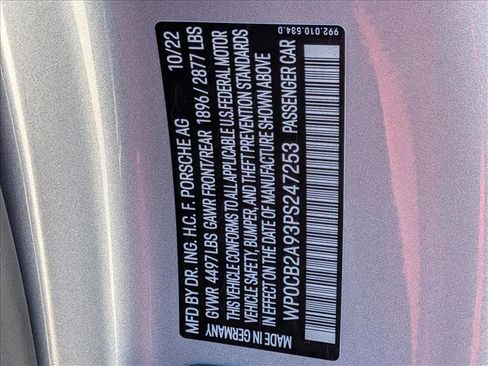 MFD BY DR. ING. H.C. F. PORSCHE AG 10/22
GVWR 4497 LBS GAWR FRONT/REAR 1896 / 2877 LBS
THIS VEHICLE CONFORMS TO ALL APPLICABLE U.S.FEDERAL MOTOR
VEHICLE SAFETY, BUMPER, AND THEFT PREVENTION STANDARDS
IN EFFECT ON THE DATE OF MANUFACTURE SHOWN ABOVE
WP0CB2A93PS247253 PASSENGER CAR
MADE IN GERMANY
992.010.534.D